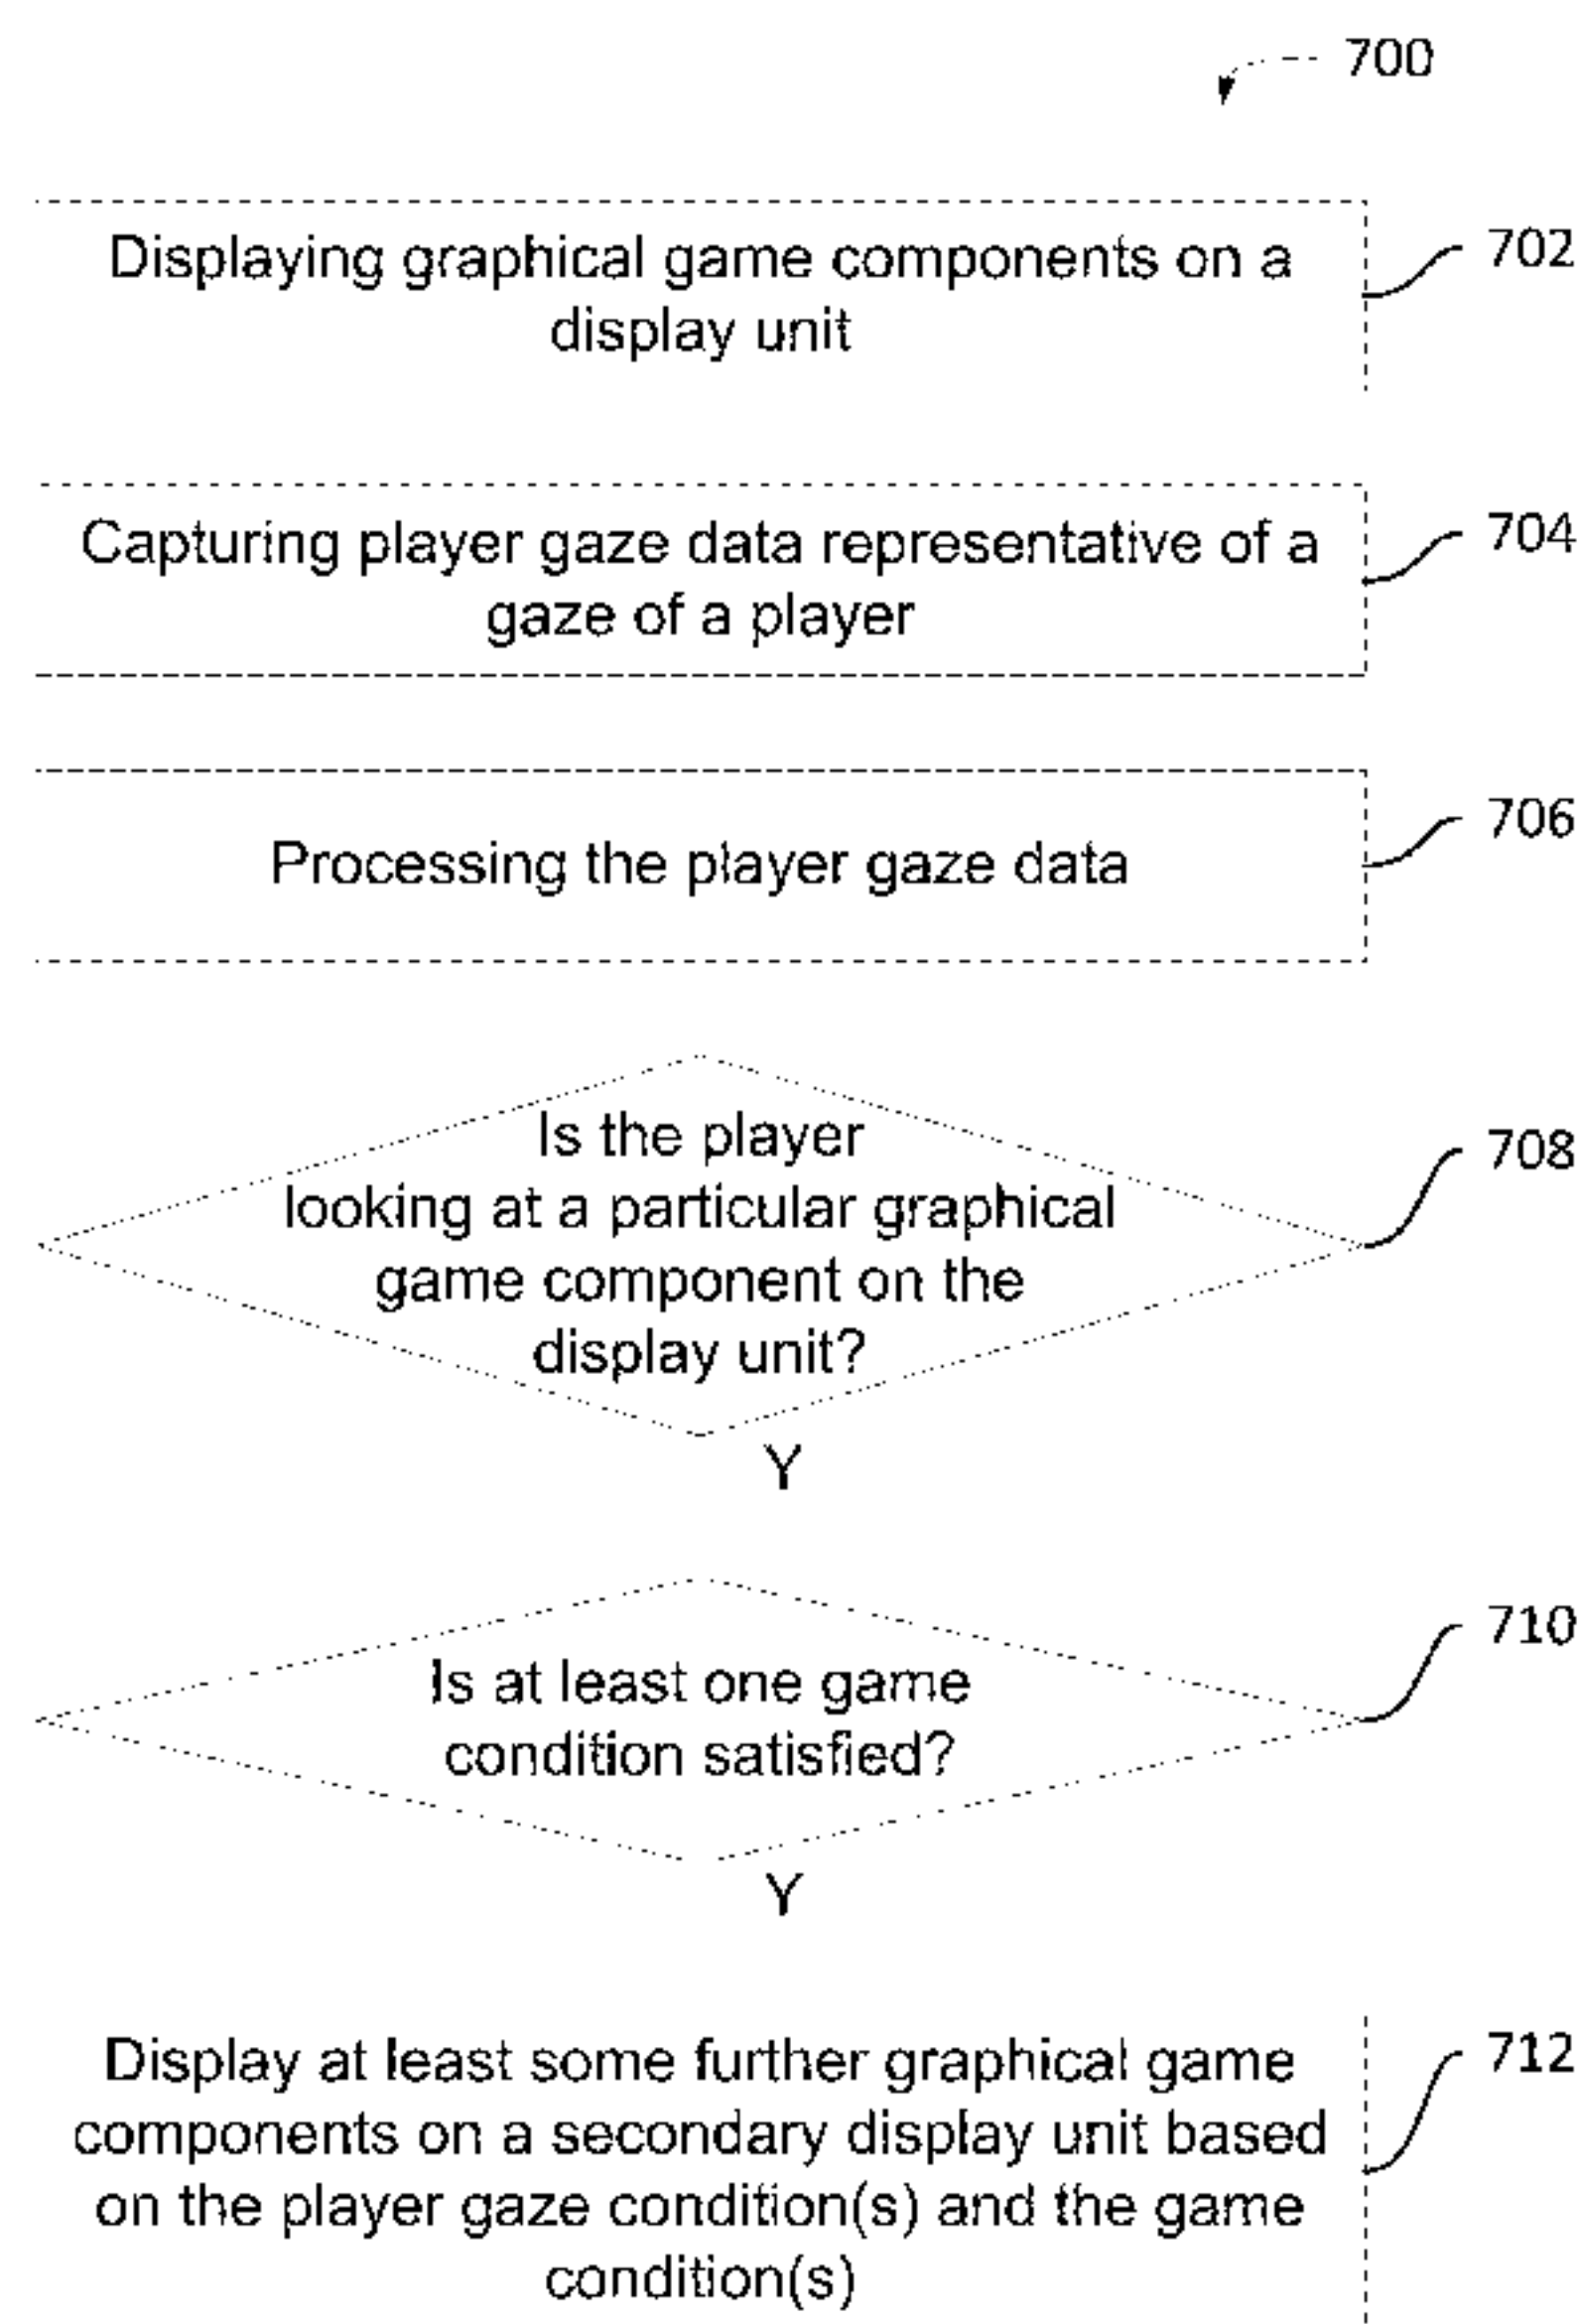 700
Displaying graphical game components on a
display unit
702
Capturing player gaze data representative of a
gaze of a player
704
Processing the player gaze data
706
Is the player
looking at a particular graphical
game component on the
display unit?
708
Y
Is at least one game
condition satisfied?
710
Y
Display at least some further graphical game
components on a secondary display unit based
on the player gaze condition(s) and the game
condition(s)
712